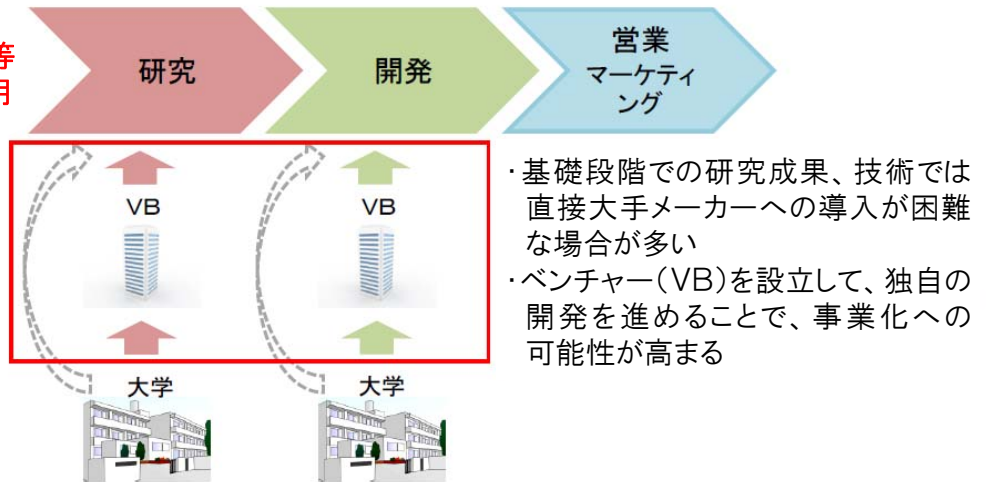 等
研究
開発
営業
マーケティ
ング
VB
VB
大学
大学
・基礎段階での研究成果、技術では
直接大手メーカーへの導入が困難
な場合が多い
・ベンチャー（VB）を設立して、独自の
開発を進めることで、事業化への
可能性が高まる